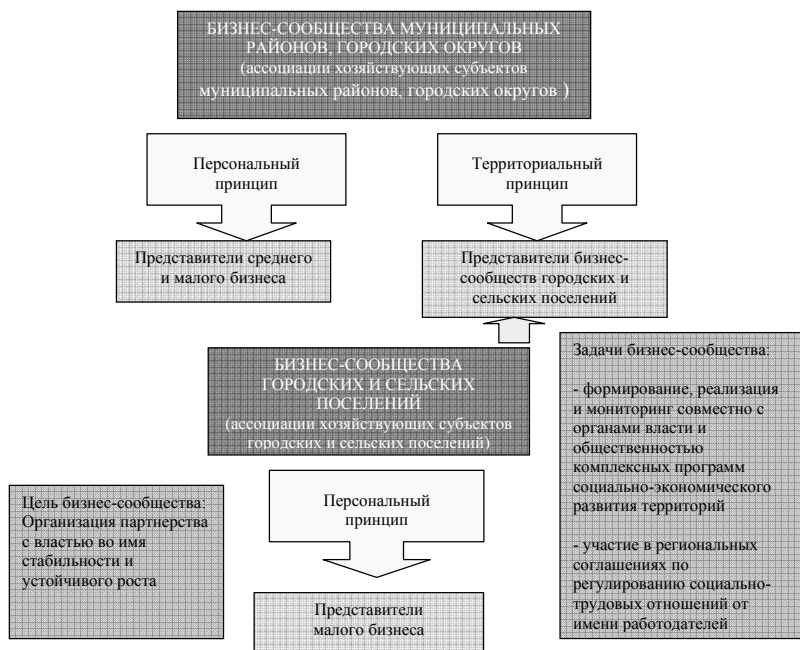 БИЗНЕС-СООБЩЕСТВА МУНИЦИПАЛЬНЫХ
РАЙОНОВ, ГОРОДСКИХ ОКРУГОВ
(ассоциации хозяйствующих субъектов
муниципальных районов, городских округов )
Персональный
принцип
Территориальный
принцип
Представители среднего
и малого бизнеса
Представители бизнес-
сообществ городских и
сельских поселений
БИЗНЕС-СООБЩЕСТВА
ГОРОДСКИХ И СЕЛЬСКИХ
ПОСЕЛЕНИЙ
(ассоциации хозяйствующих субъектов
городских и сельских поселений)
Задачи бизнес-сообщества:
- формирование, реализация
и мониторинг совместно с
органами власти и
общественностью
комплексных программ
социально-экономического
развития территорий
- участие в региональных
соглашениях по
регулированию социально-
трудовых отношений от
имени работодателей
Цель бизнес-сообщества:
Организация партнерства
с властью во имя
стабильности и
устойчивого роста
Персональный
принцип
Представители
малого бизнеса